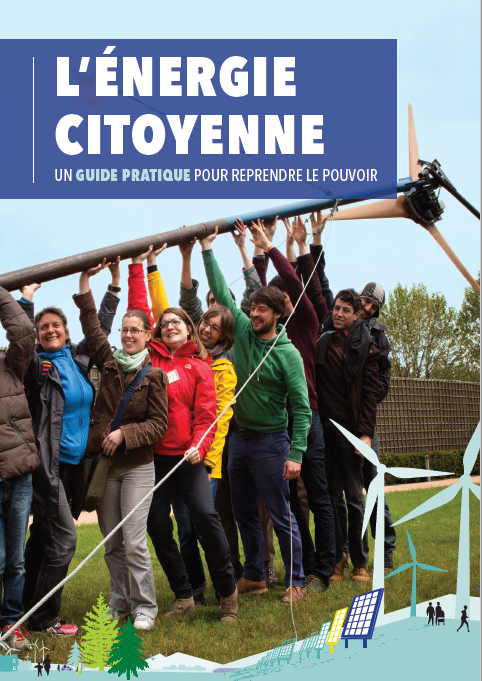 L'ÉNERGIE
CITOYENNE
UN GUIDE PRATIQUE POUR REPRENDRE LE POUVOIR